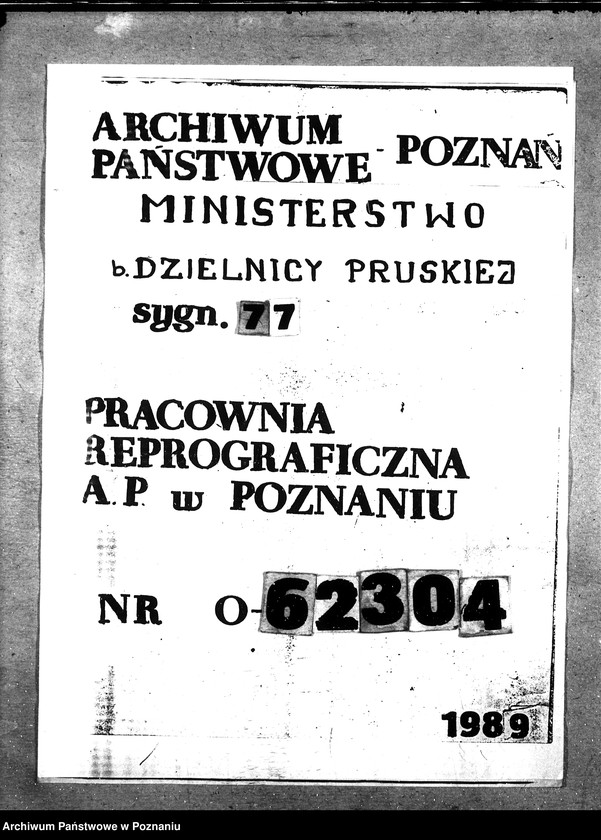 ARCHIWUM
PAŃSTWOWE - POZNAŃ
MINISTERSTWO
b. DZIELNICY PRUSKIEJ
sygn. 77
PRACOWNIA
REPROGRAFICZNA
A.P. w POZNANIU
NR O-62304
1989
Archiwum Państwowe w Poznaniu